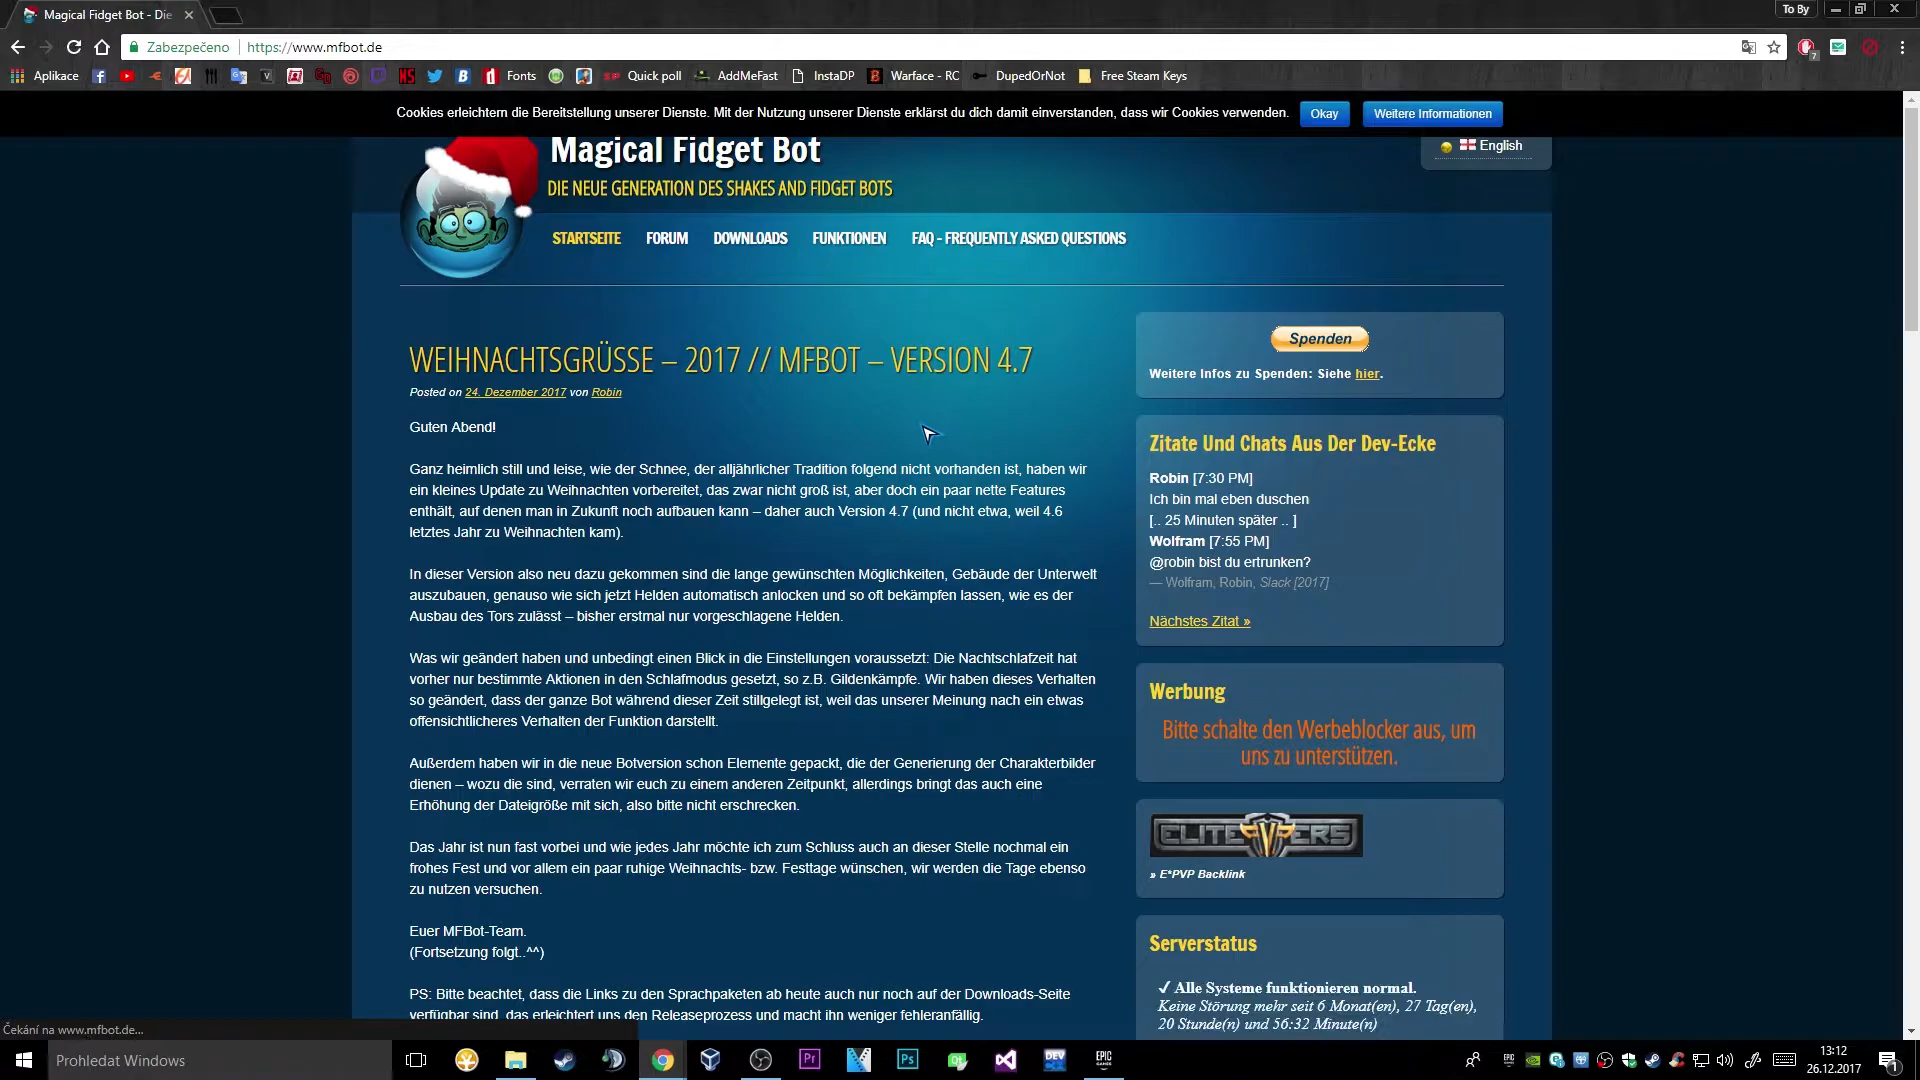 Magical Fidget Bot - Die
To By
Zabezpečeno
https://www.mfbot.de
Aplikace
Fonts
Quick poll
AddMeFast
InstaDP
Warface - RC
DupedOrNot
Free Steam Keys
Cookies erleichtern die Bereitstellung unserer Dienste. Mit der Nutzung unserer Dienste erklärst du dich damit einverstanden, dass wir Cookies verwenden.
Okay
Weitere Informationen
Magical Fidget Bot
English
DIE NEUE GENERATION DES SHAKES AND FIDGET BOTS
STARTSEITE
FORUM
DOWNLOADS
FUNKTIONEN
FAQ - FREQUENTLY ASKED QUESTIONS
WEIHNACHTSGRÜSSE – 2017 // MFBOT – VERSION 4.7
Posted on 24. Dezember 2017 von Robin
Guten Abend!
Ganz heimlich still und leise, wie der Schnee, der alljährlicher Tradition folgend nicht vorhanden ist, haben wir
ein kleines Update zu Weihnachten vorbereitet, das zwar nicht groß ist, aber doch ein paar nette Features
enthält, auf denen man in Zukunft noch aufbauen kann – daher auch Version 4.7 (und nicht etwa, weil 4.6
letztes Jahr zu Weihnachten kam).
In dieser Version also neu dazu gekommen sind die lange gewünschten Möglichkeiten, Gebäude der Unterwelt
auszubauen, genauso wie sich jetzt Helden automatisch anlocken und so oft bekämpfen lassen, wie es der
Ausbau des Tors zulässt – bisher erstmal nur vorgeschlagene Helden.
Was wir geändert haben und unbedingt einen Blick in die Einstellungen voraussetzt: Die Nachtschlafzeit hat
vorher nur bestimmte Aktionen in den Schlafmodus gesetzt, so z.B. Gildenkämpfe. Wir haben dieses Verhalten
so geändert, dass der ganze Bot während dieser Zeit stillgelegt ist, weil das unserer Meinung nach ein etwas
offensichtlicheres Verhalten der Funktion darstellt.
Außerdem haben wir in die neue Botversion schon Elemente gepackt, die der Generierung der Charakterbilder
dienen – wozu die sind, verraten wir euch zu einem anderen Zeitpunkt, allerdings bringt das auch eine
Erhöhung der Dateigröße mit sich, also bitte nicht erschrecken.
Das Jahr ist nun fast vorbei und wie jedes Jahr möchte ich zum Schluss auch an dieser Stelle nochmal ein
frohes Fest und vor allem ein paar ruhige Weihnachts- bzw. Festtage wünschen, wir werden die Tage ebenso
zu nutzen versuchen.
Euer MFBot-Team.
(Fortsetzung folgt..^^)
PS: Bitte beachtet, dass die Links zu den Sprachpaketen ab heute auch nur noch auf der Downloads-Seite
verfügbar sind, das erleichtert uns den Releaseprozess und macht ihn weniger fehleranfällig.
Spenden
Weitere Infos zu Spenden: Siehe hier.
Zitate Und Chats Aus Der Dev-Ecke
Robin [7:30 PM]
Ich bin mal eben duschen
[.. 25 Minuten später .. ]
Wolfram [7:55 PM]
@robin bist du ertrunken?
— Wolfram, Robin, Slack [2017]
Nächstes Zitat »
Werbung
Bitte schalte den Werbeblocker aus, um
uns zu unterstützen.
» E*PVP Backlink
Serverstatus
✓ Alle Systeme funktionieren normal.
Keine Störung mehr seit 6 Monat(en), 27 Tag(en),
20 Stunde(n) und 56:32 Minute(n)
Čekání na www.mfbot.de...
Prohledat Windows
Pr
Ps
DEV
EPIC
GAMES
13:12
26.12.2017